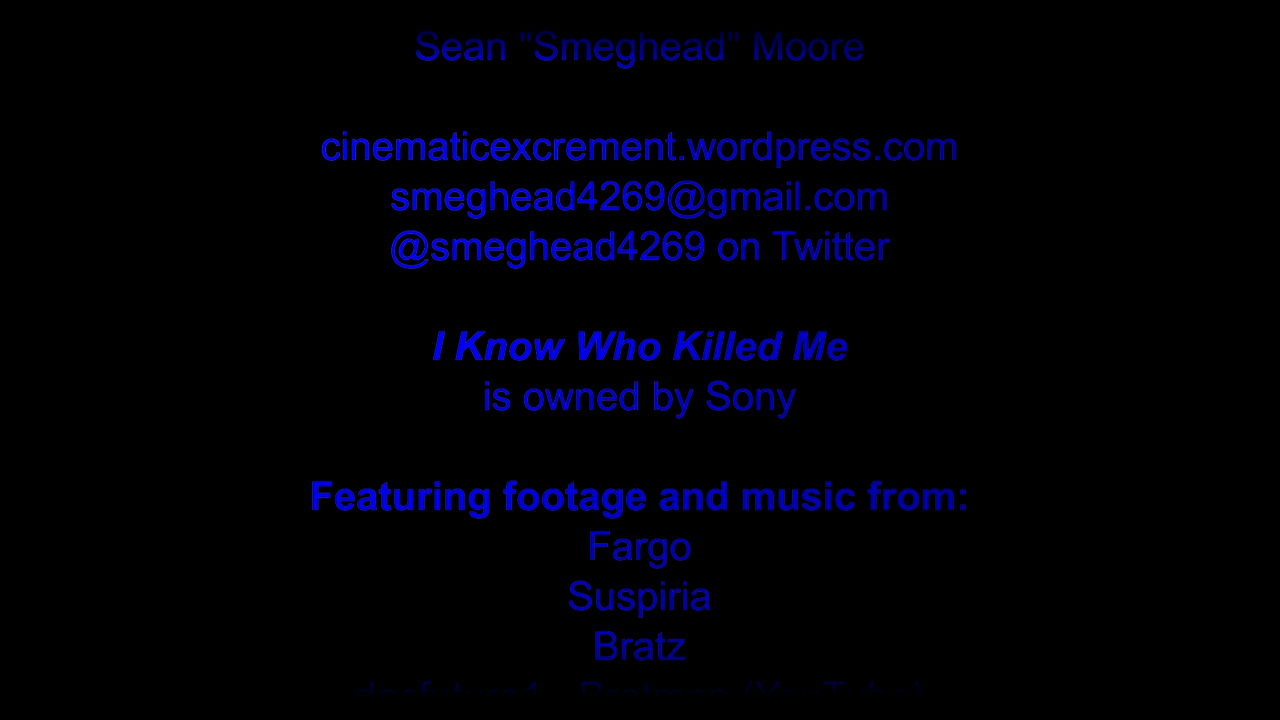 Sean "Smeghead" Moore
cinematicexcrement.wordpress.com
smeghead4269@gmail.com
@smeghead4269 on Twitter
I Know Who Killed Me
is owned by Sony
Featuring footage and music from:
Fargo
Suspiria
Bratz
(YouTube)